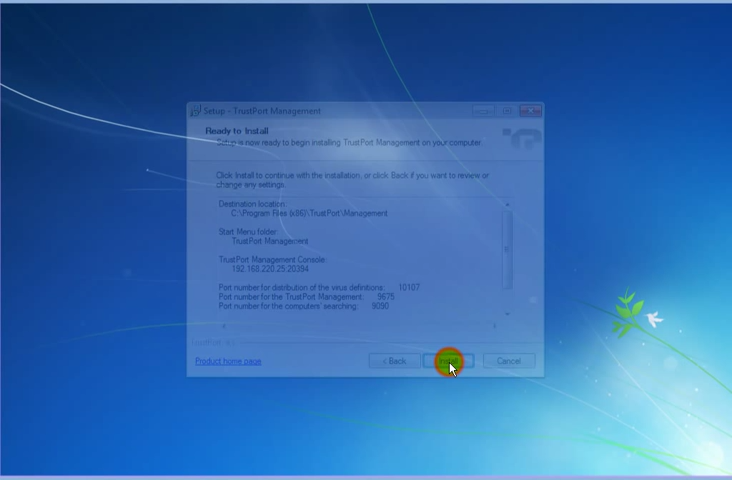 Setup - TrustPort Management
Ready to Install
Setup is now ready to begin installing TrustPort Management on your computer.
Click Install to continue with the installation, or click Back if you want to review or
change any settings.
Destination location:
C:\Program Files (x86)\TrustPort\Management
Start Menu folder:
TrustPort Management
TrustPort Management Console:
192.168.220.25:20394
Port number for distribution of the virus definitions: 10107
Port number for the TrustPort Management: 9675
Port number for the computers' searching: 9090
Product home page
< Back
Install
Cancel